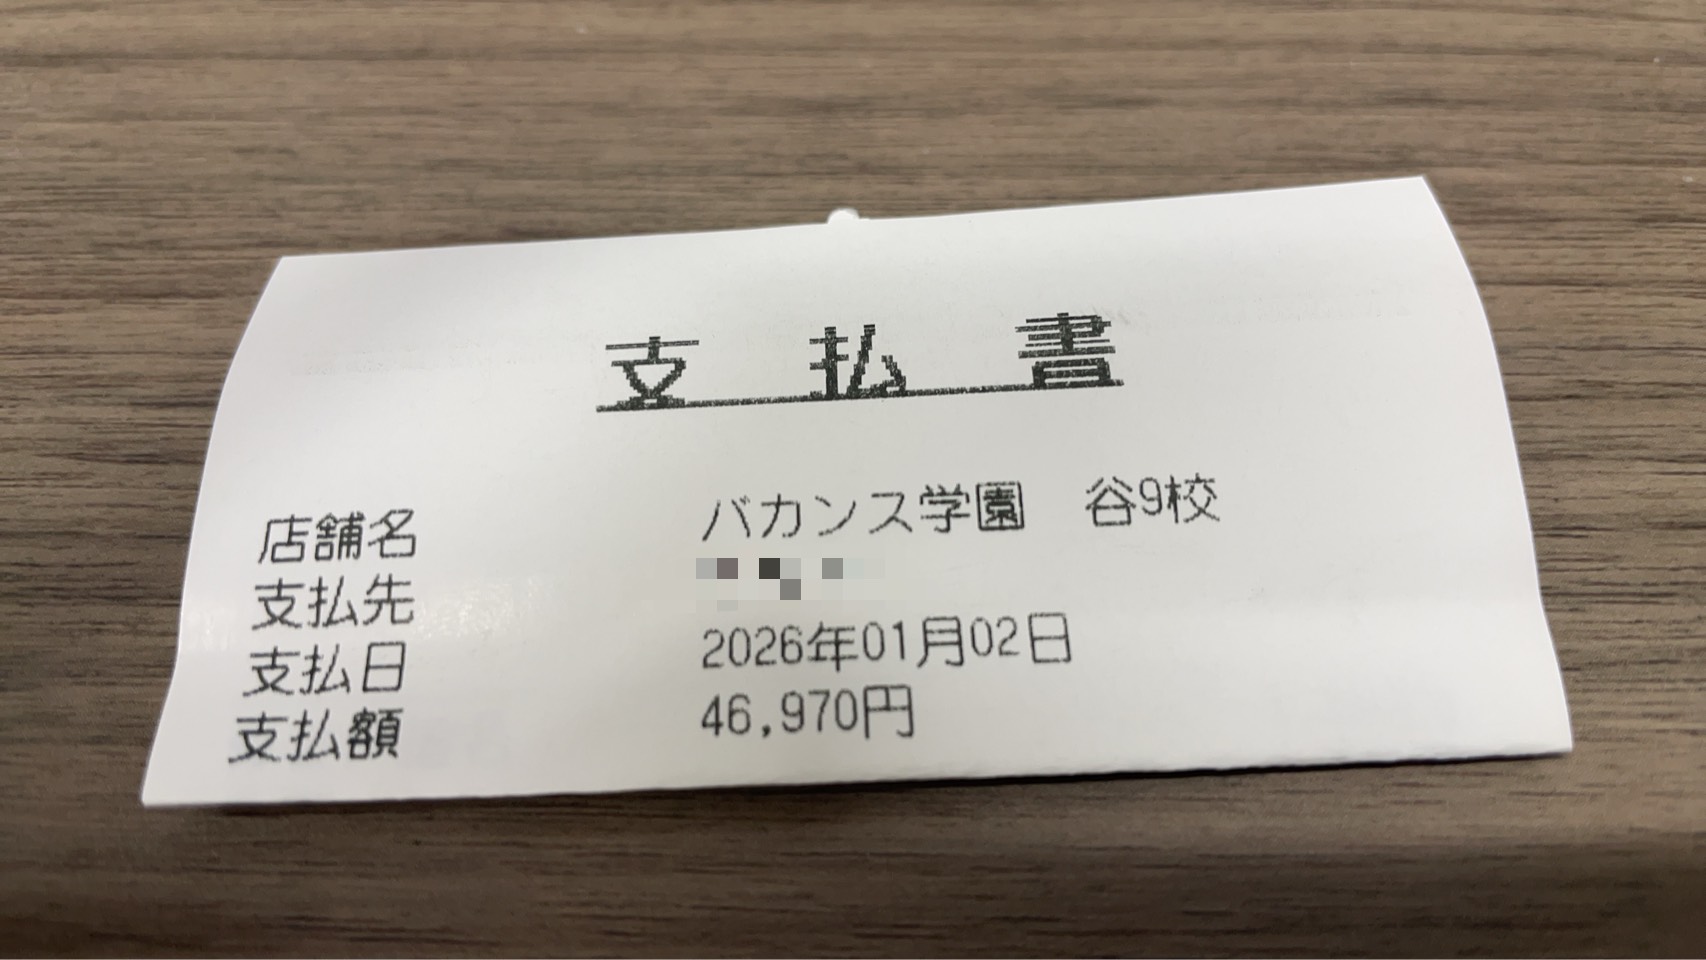 支払書
店舗名 バカンス学園 谷9校
支払先
支払日 2026年01月02日
支払額 46,970円